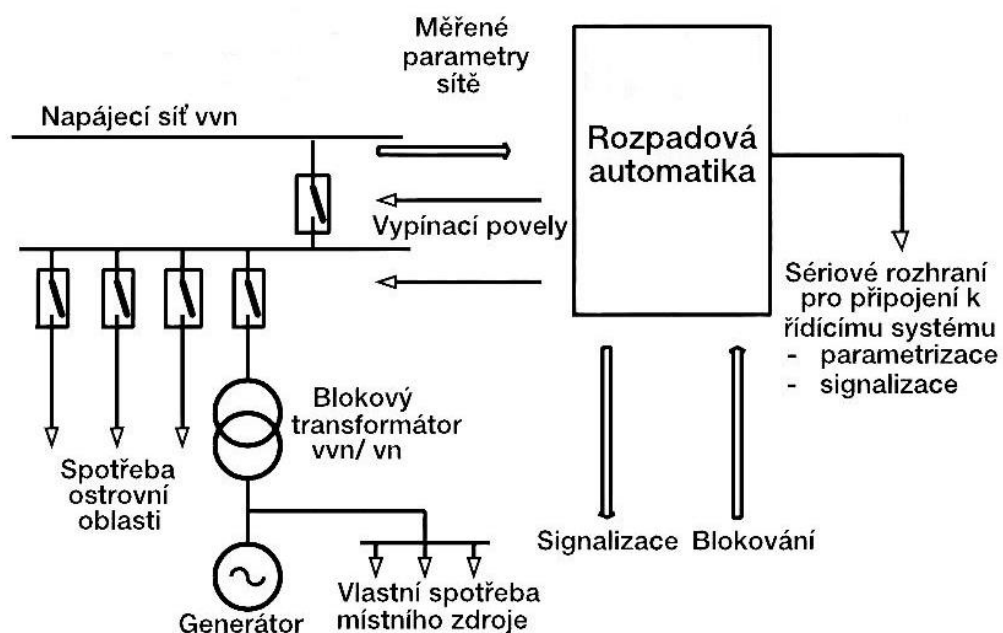 Měřené
parametry
sítě
Napájecí síť vvn
Rozpadová
automatika
Vypínací povely
Sériové rozhraní
pro připojení k
řídícímu systému
- parametrizace
- signalizace
Blokový
transformátor
vvn/ vn
Spotřeba
ostrovní
oblasti
Signalizace Blokování
Generátor
Vlastní spotřeba
místního zdroje